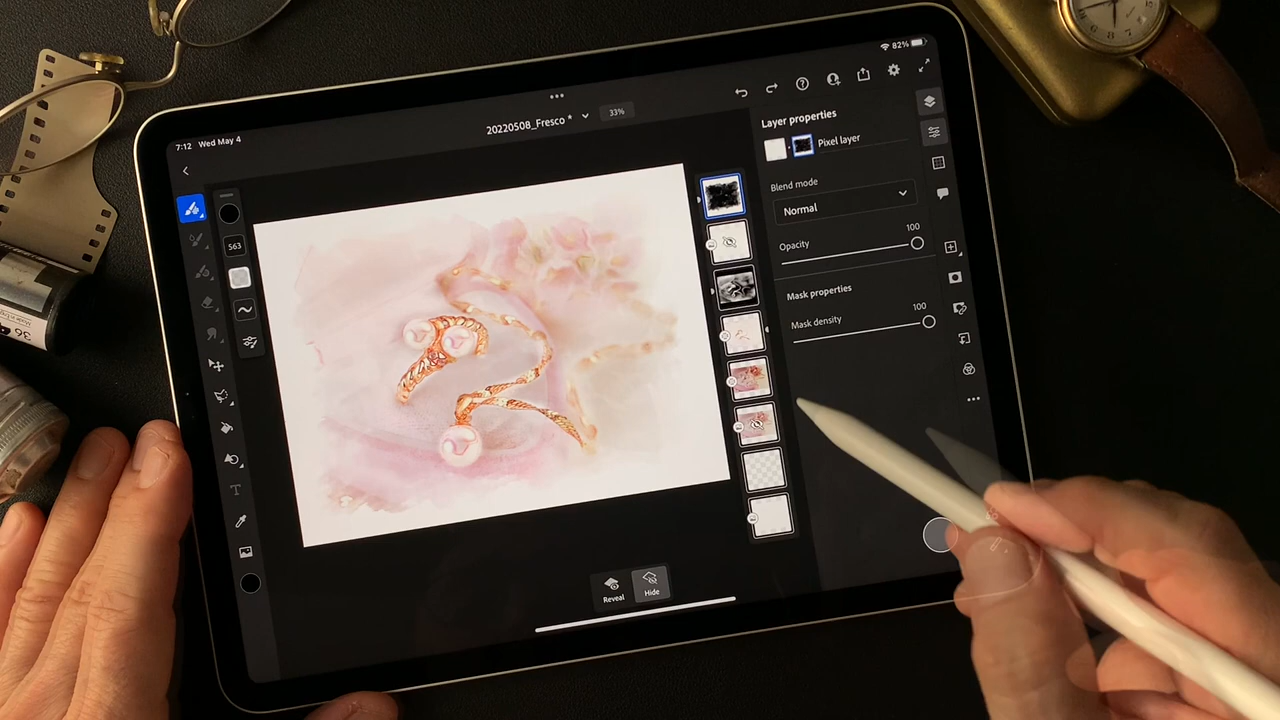 7:12 Wed May 4
82%
20220508_Fresco *
33%
563
T
Layer properties
Pixel layer
Blend mode
Normal
Opacity
100
Mask properties
Mask density
100
Reveal
Hide
36